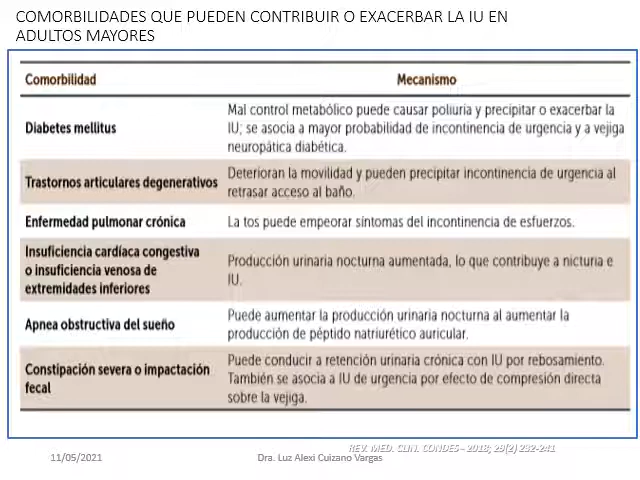 COMORBILIDADES QUE PUEDEN CONTRIBUIR O EXACERBAR LA IU EN
ADULTOS MAYORES
Comorbilidad Mecanismo
Diabetes mellitus
Mal control metabólico puede causar poliuria y precipitar o exacerbar la
IU; se asocia a mayor probabilidad de incontinencia de urgencia y a vejiga
neuropática diabética.
Trastornos articulares degenerativos
Deterioran la movilidad y pueden precipitar incontinencia de urgencia al
retrasar acceso al baño.
Enfermedad pulmonar crónica
La tos puede empeorar síntomas del incontinencia de esfuerzos.
Insuficiencia cardíaca congestiva
o insuficiencia venosa de
extremidades inferiores
Producción urinaria nocturna aumentada, lo que contribuye a nicturia e
IU.
Apnea obstructiva del sueño
Puede aumentar la producción urinaria nocturna al aumentar la
producción de péptido natriurético auricular.
Constipación severa o impactación
fecal
Puede conducir a retención urinaria crónica con IU por rebosamiento.
También se asocia a IU de urgencia por efecto de compresión directa
sobre la vejiga.
REV. MED. CLIN. CONDES - 2018; 29(2) 232-241
11/05/2021 Dra. Luz Alexi Cuizano Vargas